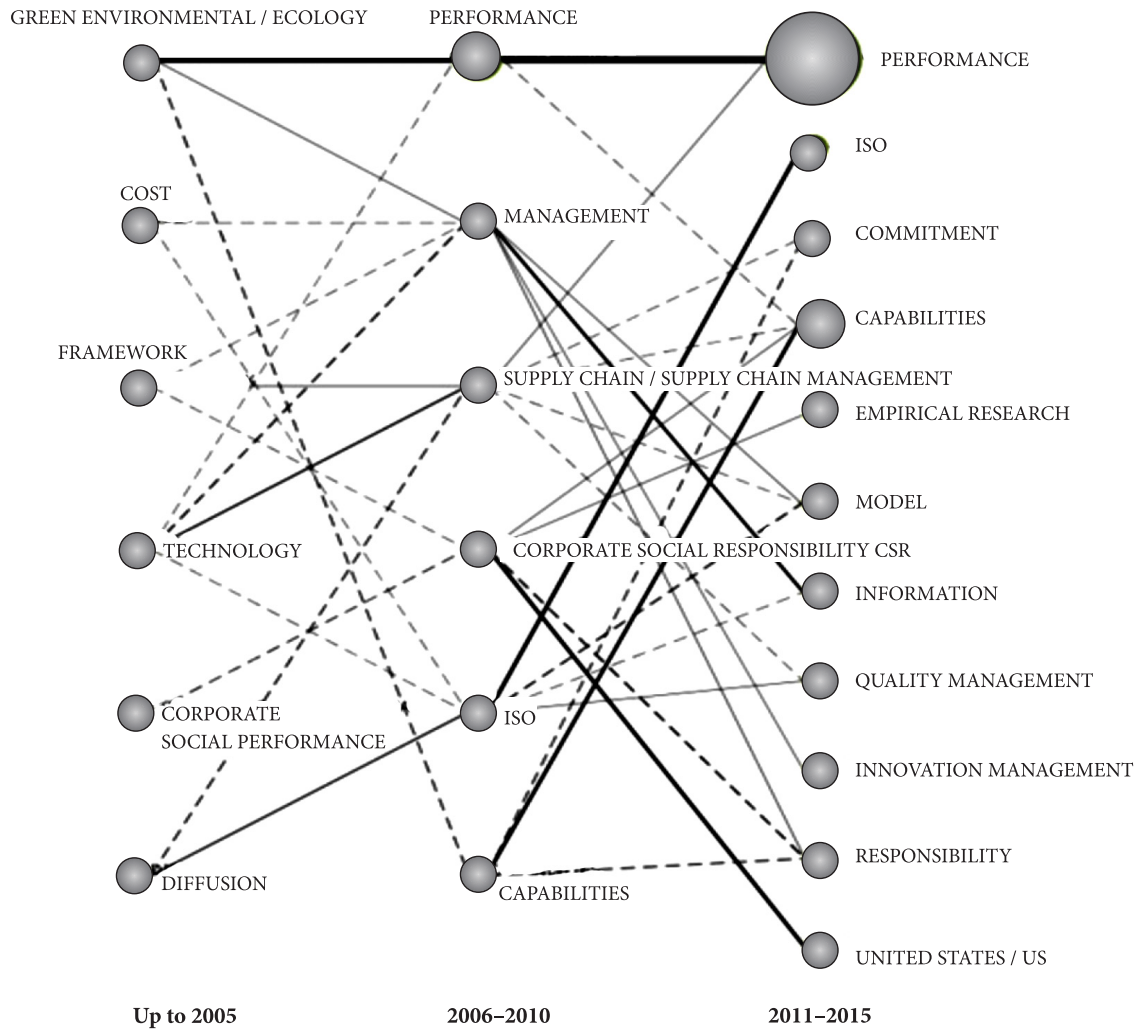 GREEN ENVIRONMENTAL / ECOLOGY
COST
FRAMEWORK
TECHNOLOGY
CORPORATE
SOCIAL PERFORMANCE
DIFFUSION
PERFORMANCE
MANAGEMENT
SUPPLY CHAIN / SUPPLY CHAIN MANAGEMENT
CORPORATE SOCIAL RESPONSIBILITY CSR
ISO
CAPABILITIES
PERFORMANCE
ISO
COMMITMENT
CAPABILITIES
EMPIRICAL RESEARCH
MODEL
INFORMATION
QUALITY MANAGEMENT
INNOVATION MANAGEMENT
RESPONSIBILITY
UNITED STATES / US
Up to 2005
2006–2010
2011–2015